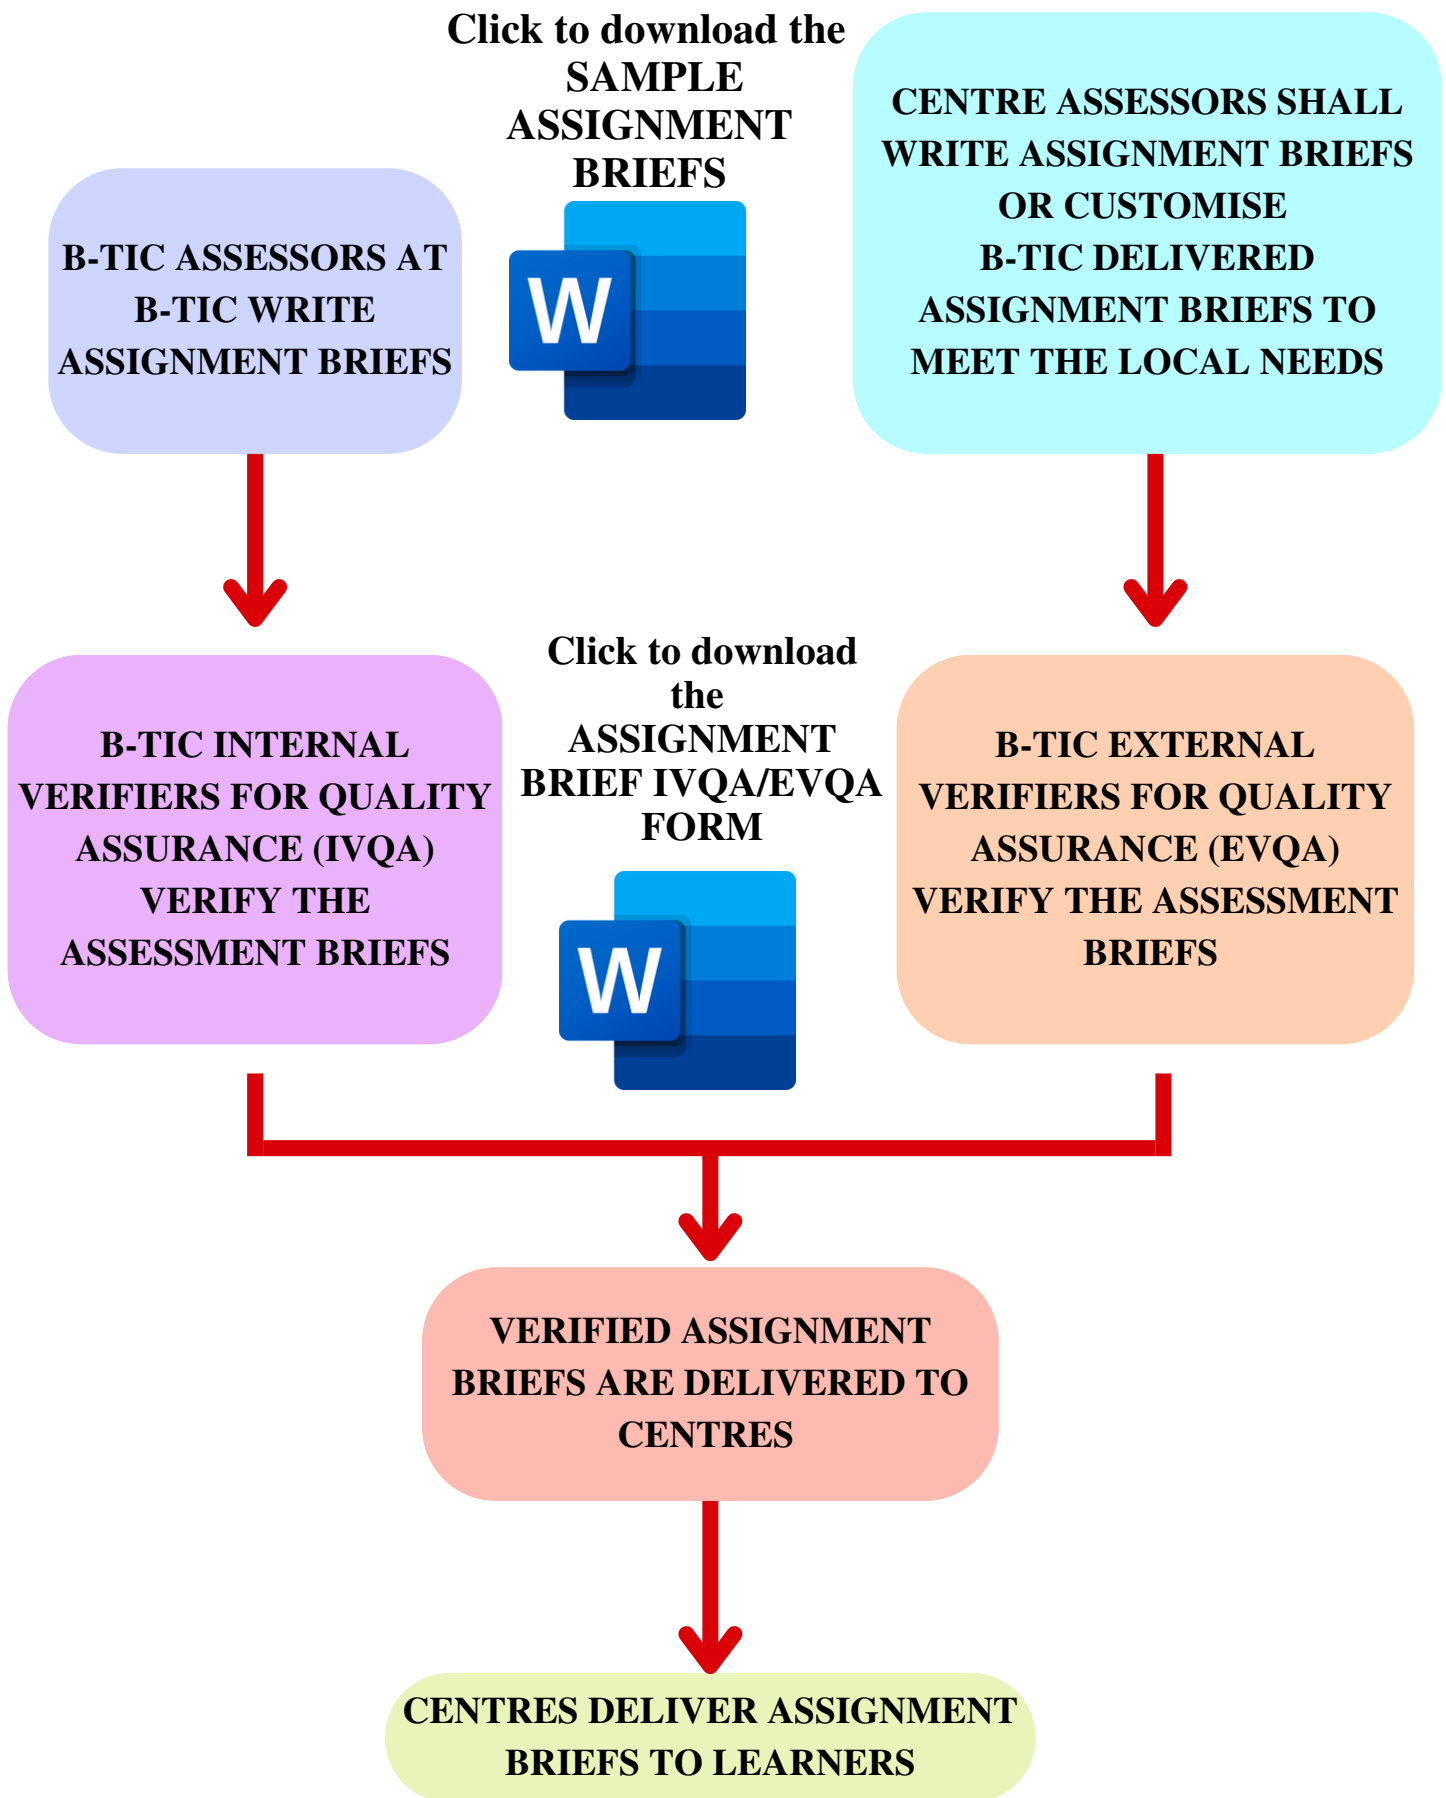 Click to download the
SAMPLE
ASSIGNMENT
BRIEFS
B-TIC ASSESSORS AT
B-TIC WRITE
ASSIGNMENT BRIEFS
W
CENTRE ASSESSORS SHALL
WRITE ASSIGNMENT BRIEFS
OR CUSTOMISE
B-TIC DELIVERED
ASSIGNMENT BRIEFS TO
MEET THE LOCAL NEEDS
B-TIC INTERNAL
VERIFIERS FOR QUALITY
ASSURANCE (IVQA)
VERIFY THE
ASSESSMENT BRIEFS
Click to download
the
ASSIGNMENT
BRIEF IVQA/EVQA
FORM
W
B-TIC EXTERNAL
VERIFIERS FOR QUALITY
ASSURANCE (EVQA)
VERIFY THE ASSESSMENT
BRIEFS
VERIFIED ASSIGNMENT
BRIEFS ARE DELIVERED TO
CENTRES
CENTRES DELIVER ASSIGNMENT
BRIEFS TO LEARNERS